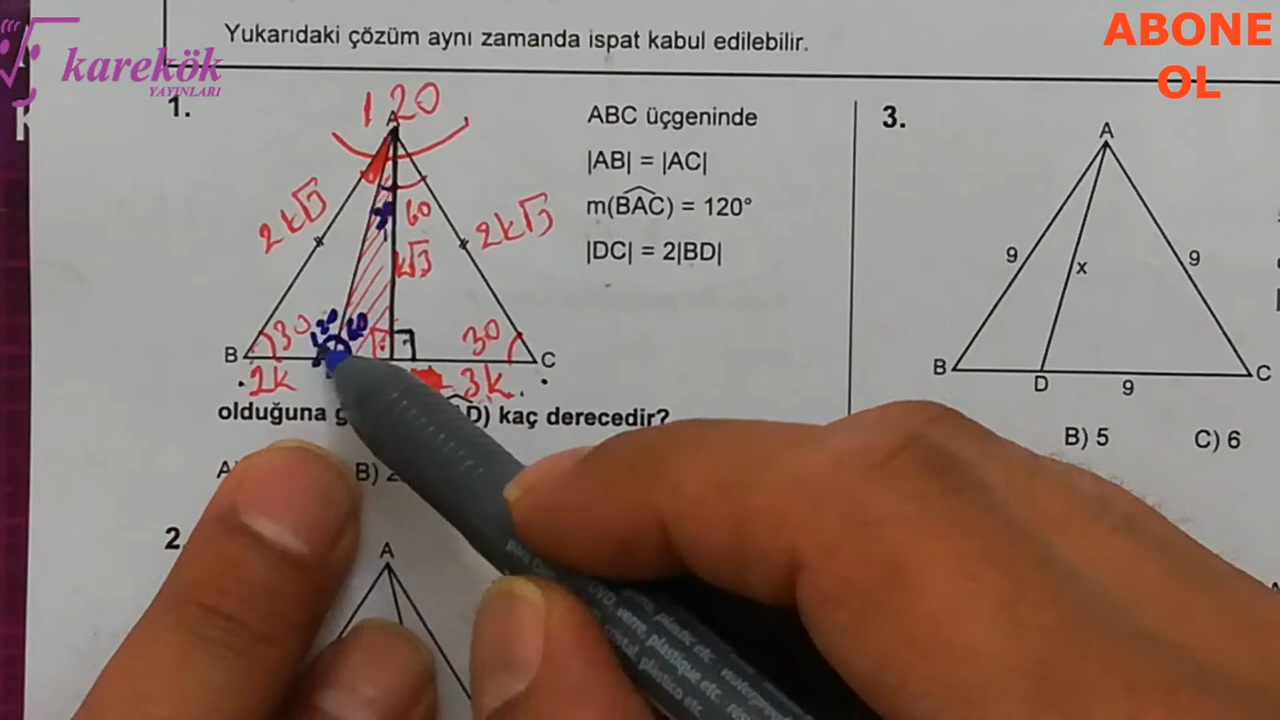 ABONE
OL
karekök
YAYINLARI
Yukarıdaki çözüm aynı zamanda ispat kabul edilebilir.
1.
120
A
2k√3
60
2k√3
k√3
30
120
60
30
B
C
2k
3k
ABC üçgeninde
|AB| = |AC|
m(BAC) = 120°
|DC| = 2|BD|
olduğuna
D) kaç derecedir?
B)
2.
A
3.
A
9
x
9
B
D
9
C
B) 5
C) 6